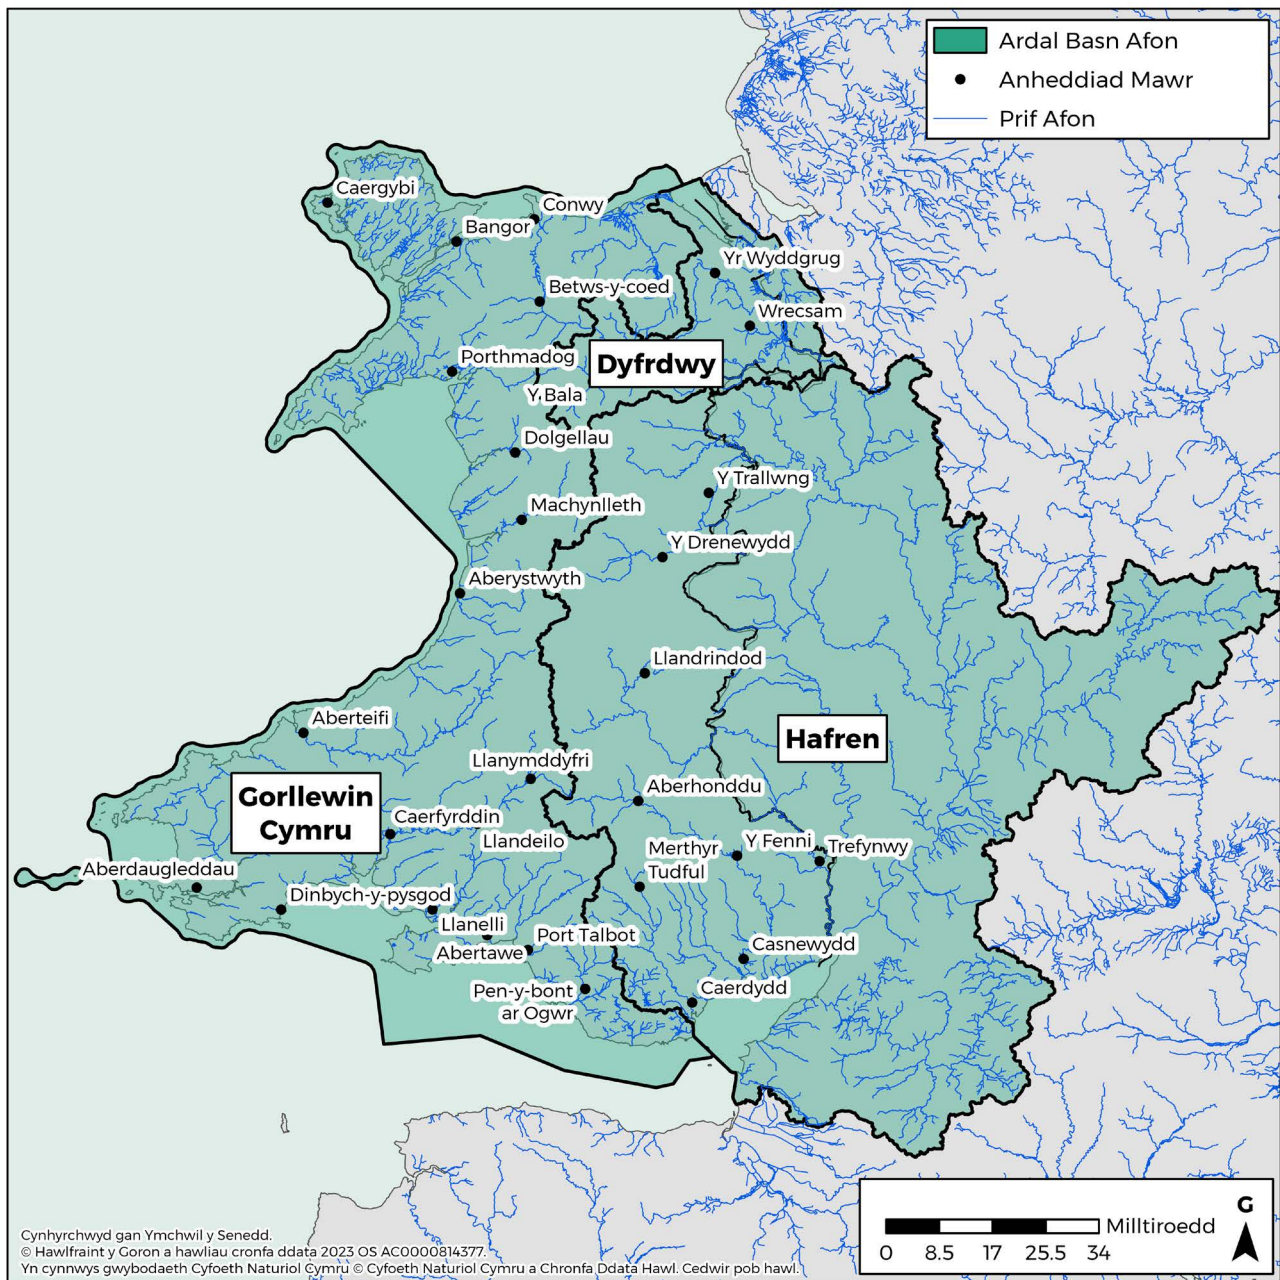 Ardal Basn Afon
Anheddiad Mawr
Prif Afon
Caergybi
Conwy
Bangor
Yr Wyddgrug
Betws-y-coed
Wrecsam
Porthmadog
Dyfrdwy
Y Bala
Dolgellau
Y Trallwng
Machynlleth
Y Drenewydd
Aberystwyth
Llandrindod
Aberteifi
Hafren
Llanymddyfri
Aberhonddu
Gorllewin
Cymru
Caerfyrddin
Llandeilo
Merthyr
Tudful
Y Fenni
Trefynwy
Aberdaugleddau
Dinbych-y-pysgod
Llanelli
Port Talbot
Abertawe
Casnewydd
Pen-y-bont
ar Ogwr
Caerdydd
G
Milltiroedd
0 8.5 17 25.5 34
Cynhyrchwyd gan Ymchwil y Senedd.
© Hawlfraint y Goron a hawliau cronfa ddata 2023 OS AC0000814377.
Yn cynnwys gwybodaeth Cyfoeth Naturiol Cymru © Cyfoeth Naturiol Cymru a Chronfa Ddata Hawl. Cedwir pob hawl.